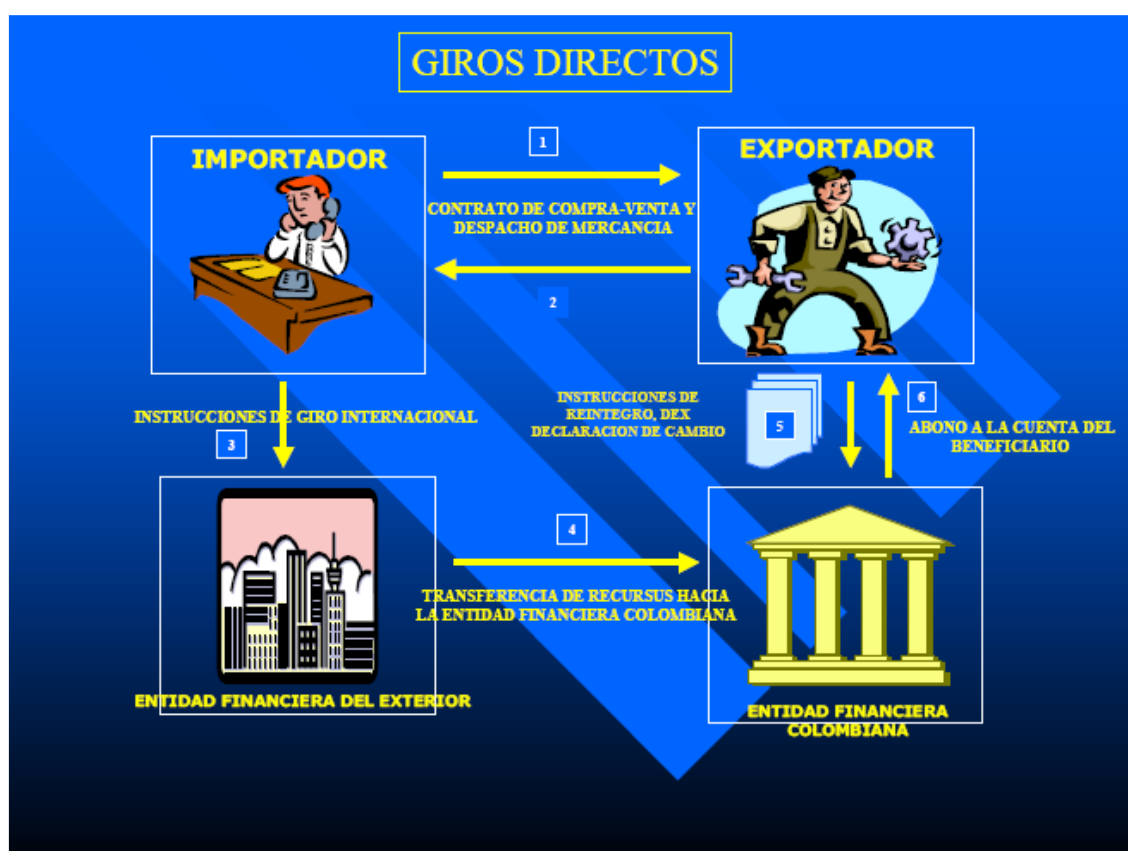 GIROS DIRECTOS
IMPORTADOR
1
EXPORTADOR
CONTRATO DE COMPRA-VENTA Y
DESPACHO DE MERCANCIA
2
INSTRUCCIONES DE GIRO INTERNACIONAL
3
INSTRUCCIONES DE
REINTEGRO, DEX
DECLARACION DE CAMBIO
5
6
ABONO A LA CUENTA DEL
BENEFICIARIO
4
TRANSFERENCIA DE RECURSUS HACIA
LA ENTIDAD FINANCIERA COLOMBIANA
ENTIDAD FINANCIERA DEL EXTERIOR
ENTIDAD FINANCIERA
COLOMBIANA